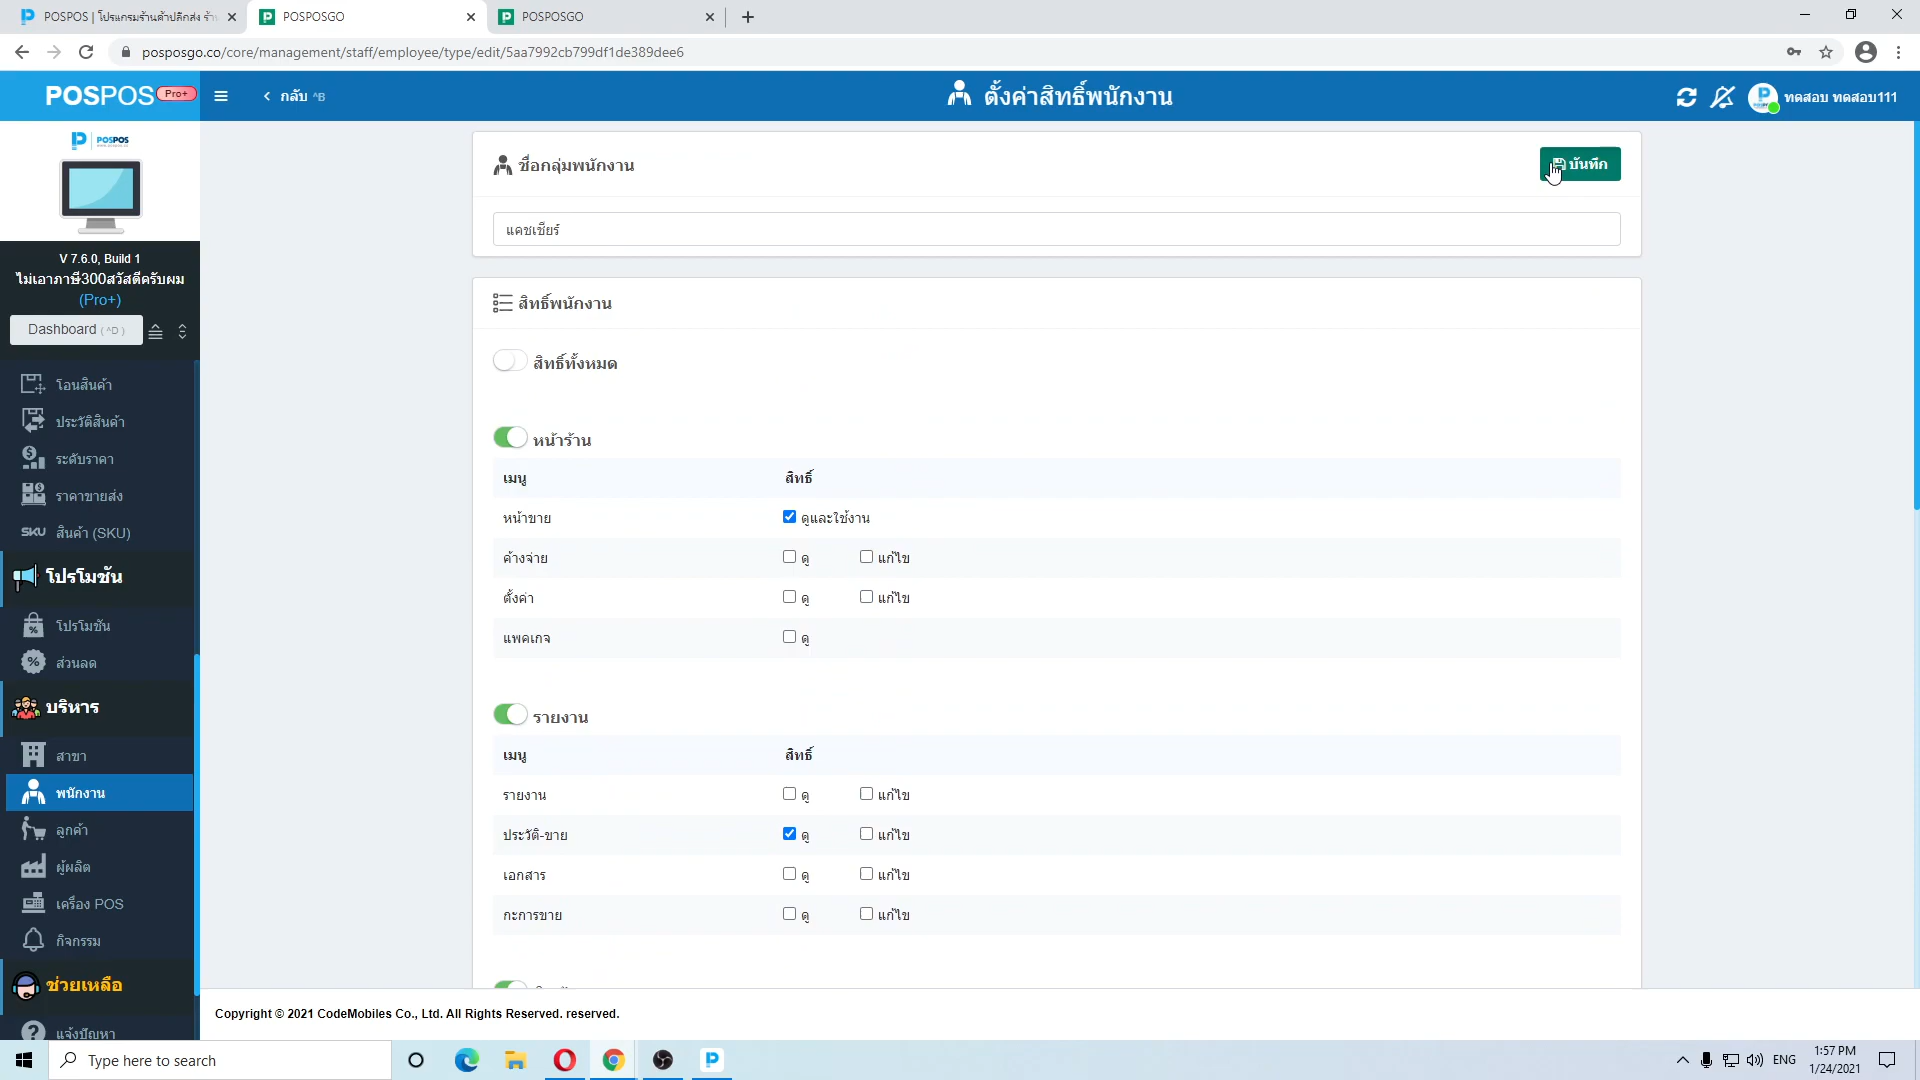 POSPOS | โปรแกรมร้านค้าปลีกส่ง ร้าน
POSPOSGO
POSPOSGO
posposgo.co/core/management/staff/employee/type/edit/5aa7992cb799df1de389dee6
POSPOS Pro+
กลับ ^B
ตั้งค่าสิทธิ์พนักงาน
ทดสอบ ทดสอบ111
POSPOS
V 7.6.0, Build 1
ไม่เอาภาษี300สวัสดีครับผม
(Pro+)
Dashboard ( ^D )
โอนสินค้า
ประวัติสินค้า
ระดับราคา
ราคาขายส่ง
SKU สินค้า (SKU)
โปรโมชัน
โปรโมชัน
ส่วนลด
บริหาร
สาขา
พนักงาน
ลูกค้า
ผู้ผลิต
เครื่อง POS
กิจกรรม
ช่วยเหลือ
แจ้งปัญหา
ชื่อกลุ่มพนักงาน
บันทึก
แคชเชียร์
สิทธิ์พนักงาน
สิทธิ์ทั้งหมด
หน้าร้าน
เมนู สิทธิ์
หน้าขาย ดูและใช้งาน
ค้างจ่าย ดู แก้ไข
ตั้งค่า ดู แก้ไข
แพคเกจ ดู
รายงาน
เมนู สิทธิ์
รายงาน ดู แก้ไข
ประวัติ-ขาย ดู แก้ไข
เอกสาร ดู แก้ไข
กะการขาย ดู แก้ไข
Copyright © 2021 CodeMobiles Co., Ltd. All Rights Reserved. reserved.
Type here to search
ENG
1:57 PM
1/24/2021